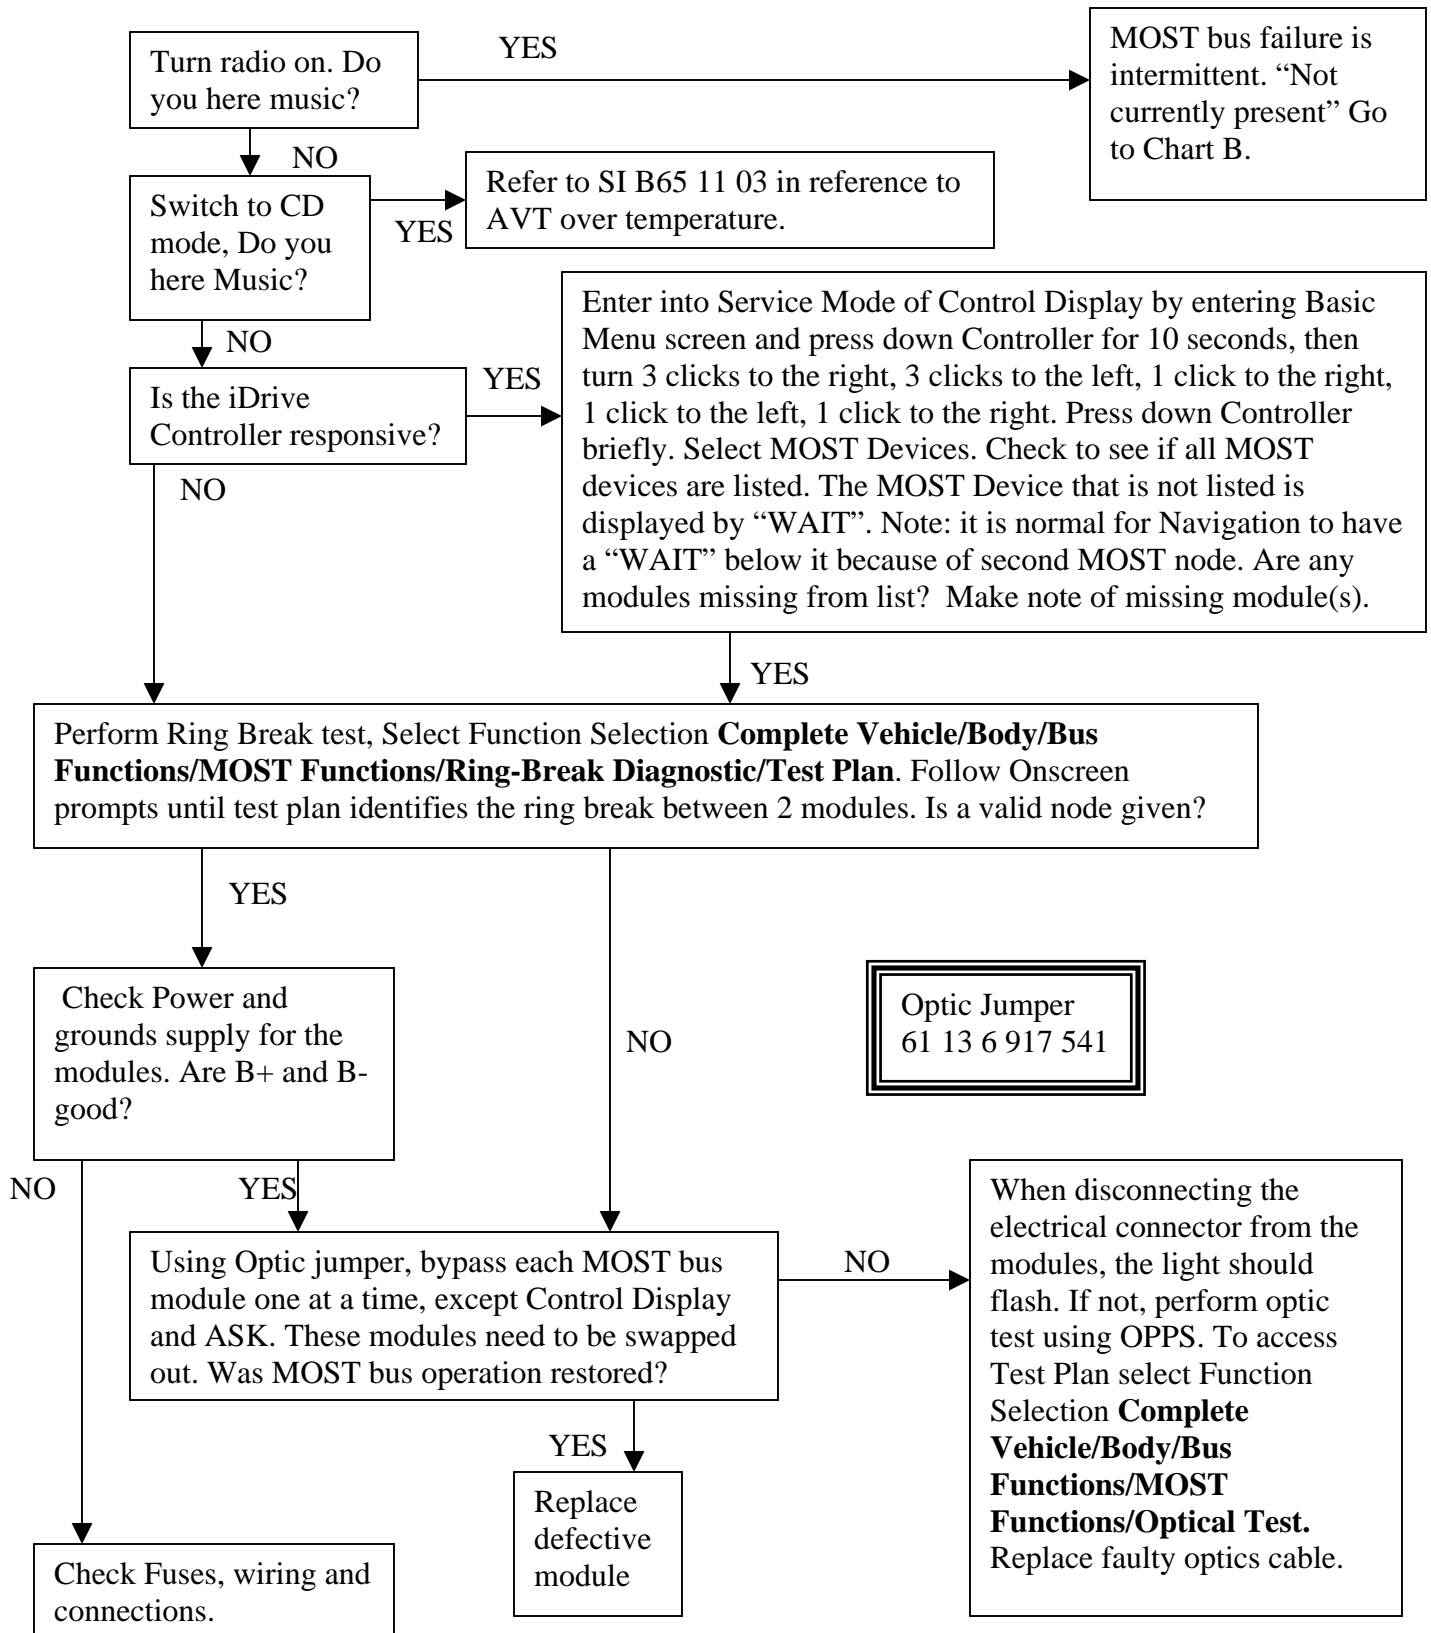 Turn radio on. Do
you here music?
YES
MOST bus failure is
intermittent. “Not
currently present” Go
to Chart B.
NO
Switch to CD
mode, Do you
here Music?
YES
Refer to SI B65 11 03 in reference to
AVT over temperature.
NO
Is the iDrive
Controller responsive?
YES
Enter into Service Mode of Control Display by entering Basic
Menu screen and press down Controller for 10 seconds, then
turn 3 clicks to the right, 3 clicks to the left, 1 click to the right,
1 click to the left, 1 click to the right. Press down Controller
briefly. Select MOST Devices. Check to see if all MOST
devices are listed. The MOST Device that is not listed is
displayed by “WAIT”. Note: it is normal for Navigation to have
a “WAIT” below it because of second MOST node. Are any
modules missing from list?  Make note of missing module(s).
NO
YES
Perform Ring Break test, Select Function Selection Complete Vehicle/Body/Bus
Functions/MOST Functions/Ring-Break Diagnostic/Test Plan. Follow Onscreen
prompts until test plan identifies the ring break between 2 modules. Is a valid node given?
YES
NO
Check Power and
grounds supply for the
modules. Are B+ and B-
good?
Optic Jumper
61 13 6 917 541
NO
YES
Using Optic jumper, bypass each MOST bus
module one at a time, except Control Display
and ASK. These modules need to be swapped
out. Was MOST bus operation restored?
NO
When disconnecting the
electrical connector from the
modules, the light should
flash. If not, perform optic
test using OPPS. To access
Test Plan select Function
Selection Complete
Vehicle/Body/Bus
Functions/MOST
Functions/Optical Test.
Replace faulty optics cable.
YES
Replace
defective
module
Check Fuses, wiring and
connections.